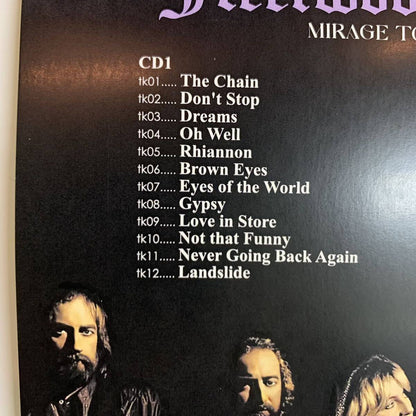 MIRAGE TO
CD1
tk01..... The Chain
tk02..... Don't Stop
tk03..... Dreams
tk04..... Oh Well
tk05..... Rhiannon
tk06..... Brown Eyes
tk07..... Eyes of the World
tk08..... Gypsy
tk09..... Love in Store
tk10..... Not that Funny
tk11..... Never Going Back Again
tk12..... Landslide